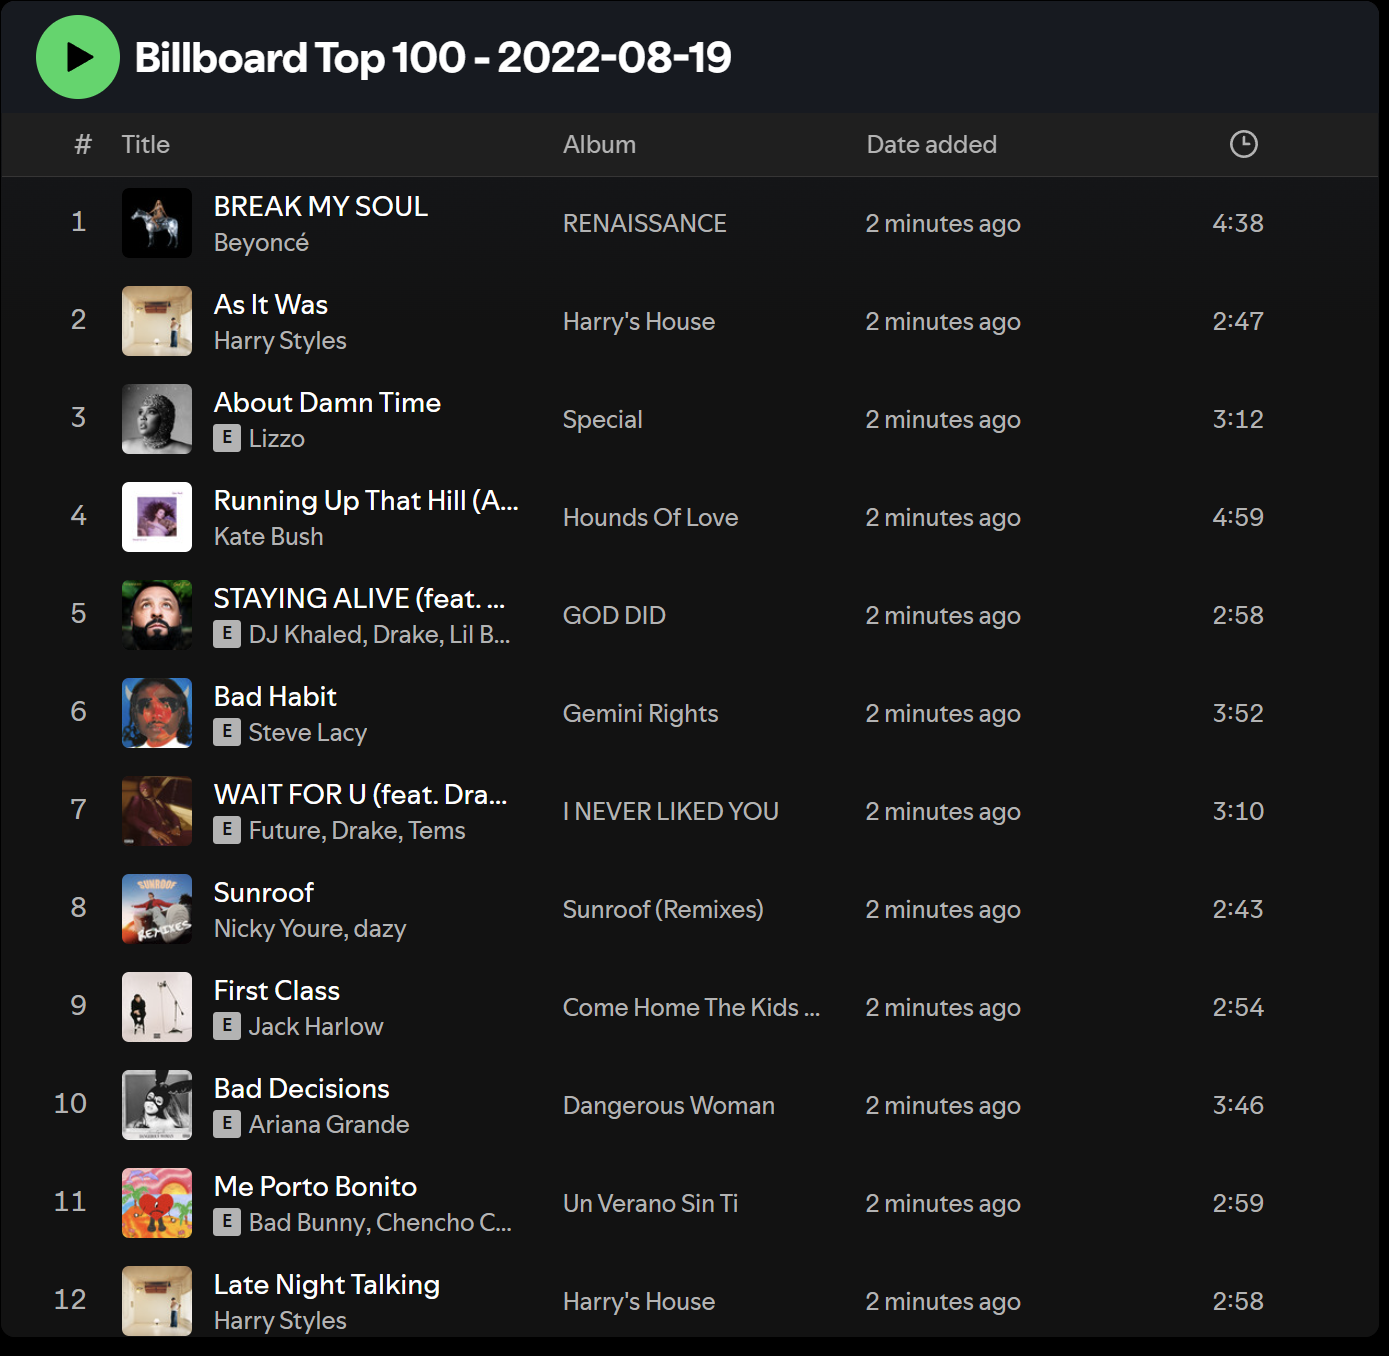 Billboard Top 100 - 2022-08-19
# Title Album Date added
1 BREAK MY SOUL RENAISSANCE 2 minutes ago 4:38
Beyoncé
2 As It Was Harry's House 2 minutes ago 2:47
Harry Styles
3 About Damn Time Special 2 minutes ago 3:12
E Lizzo
4 Running Up That Hill (A... Hounds Of Love 2 minutes ago 4:59
Kate Bush
5 STAYING ALIVE (feat. ... GOD DID 2 minutes ago 2:58
E DJ Khaled, Drake, Lil B...
6 Bad Habit Gemini Rights 2 minutes ago 3:52
E Steve Lacy
7 WAIT FOR U (feat. Dra... I NEVER LIKED YOU 2 minutes ago 3:10
E Future, Drake, Tems
8 Sunroof Sunroof (Remixes) 2 minutes ago 2:43
Nicky Youre, dazy
SUNROOF
REMIXES
9 First Class Come Home The Kids ... 2 minutes ago 2:54
E Jack Harlow
10 Bad Decisions Dangerous Woman 2 minutes ago 3:46
E Ariana Grande
11 Me Porto Bonito Un Verano Sin Ti 2 minutes ago 2:59
E Bad Bunny, Chencho C...
12 Late Night Talking Harry's House 2 minutes ago 2:58
Harry Styles